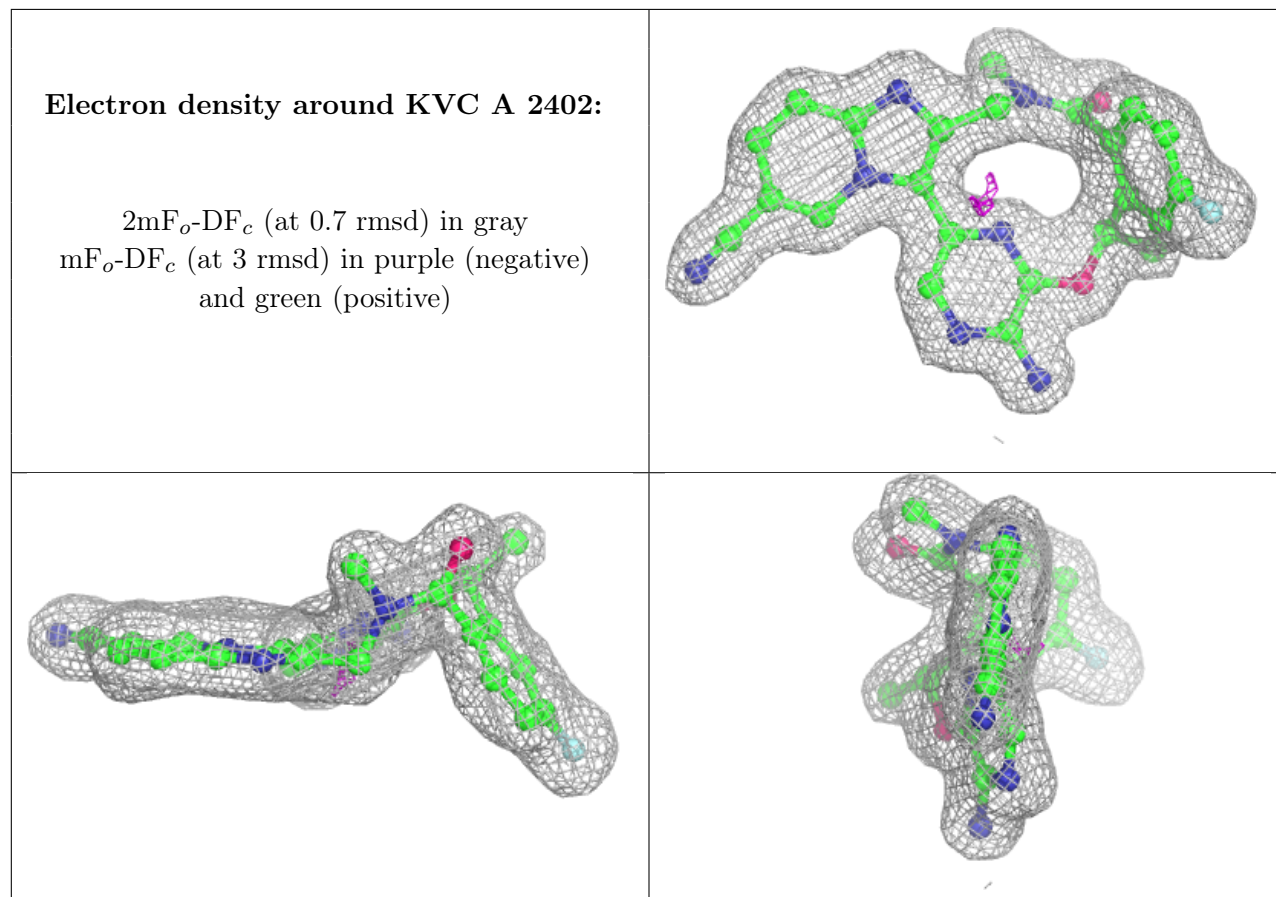 Electron density around KVC A 2402:
2mFo-DFc (at 0.7 rmsd) in gray
mFo-DFc (at 3 rmsd) in purple (negative)
and green (positive)